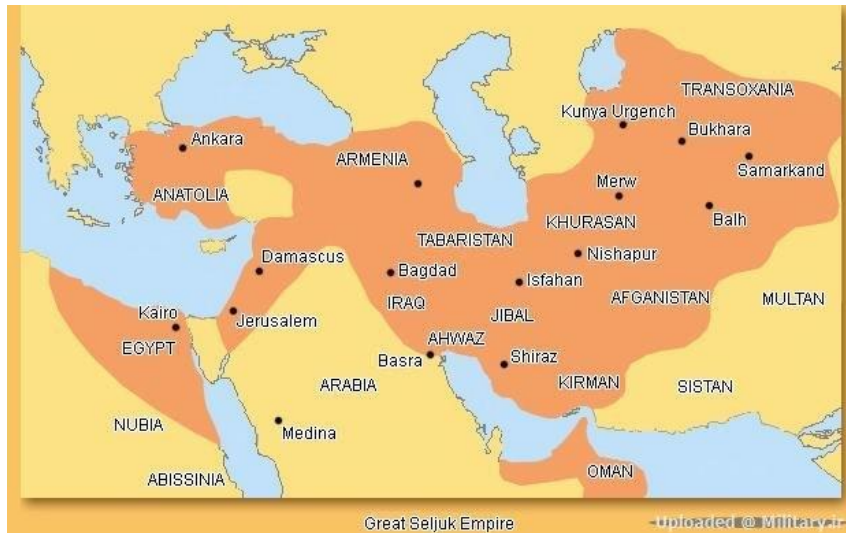 TRANSOXANIA
Kunya Urgench
Bukhara
Ankara
ARMENIA
Samarkand
Merw
ANATOLIA
Balh
KHURASAN
TABARISTAN
Nishapur
Damascus
Bagdad
Isfahan
AFGANISTAN
MULTAN
IRAQ
Kairo
JIBAL
Jerusalem
EGYPT
AHWAZ
Basra
Shiraz
ARABIA
KIRMAN
SISTAN
NUBIA
Medina
OMAN
ABISSINIA
Great Seljuk Empire
Uploaded @ Military.ir